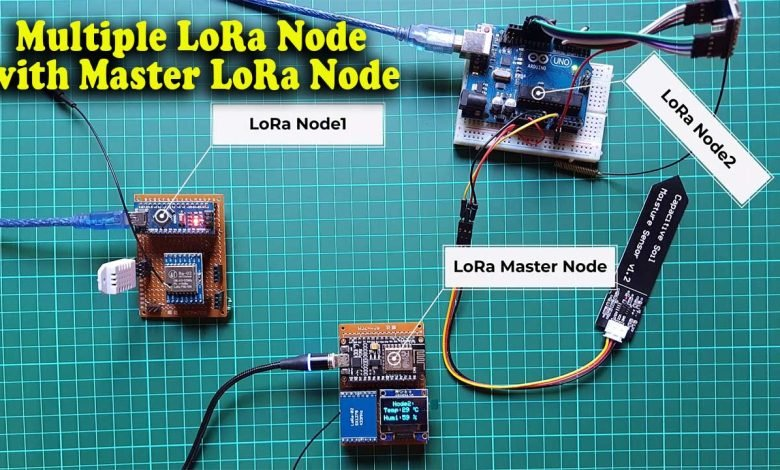 Multiple LoRa Node
with Master LoRa Node
LoRa Node1
LoRa Node2
ARDUINO
UNO
Capacitive Soil
Moisture Sensor v1.2
LoRa Master Node
Node2:
Temp:29 °C
Humi:59 %